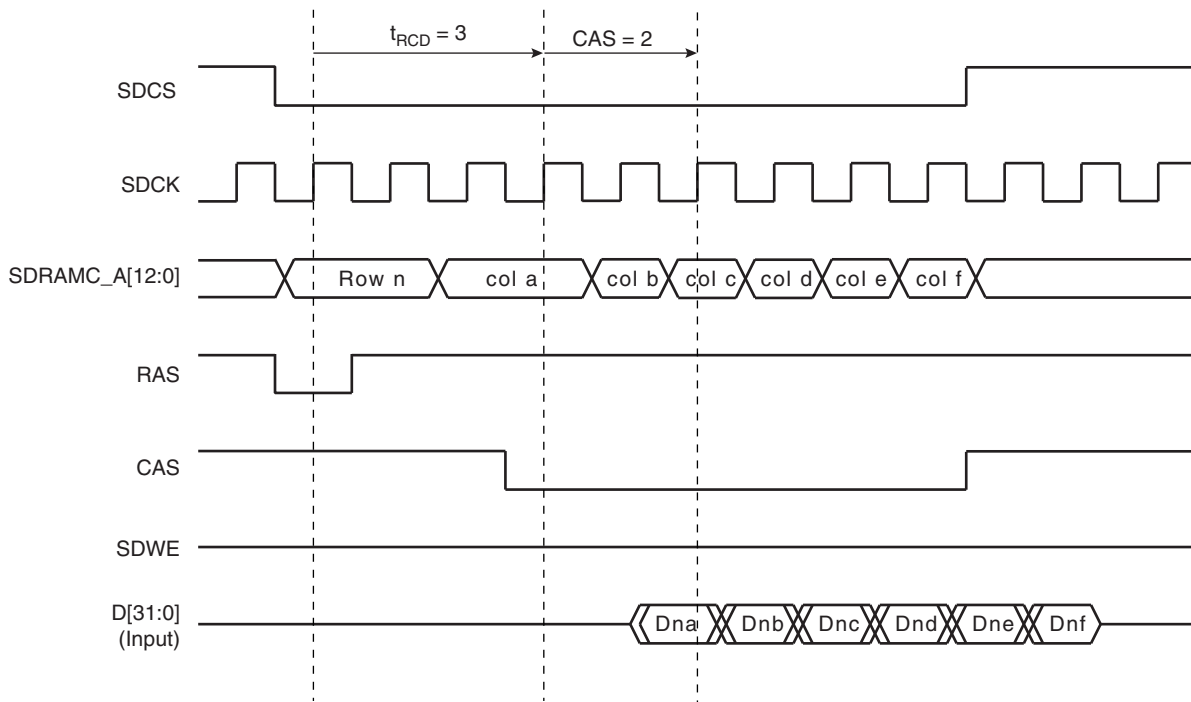 tRCD = 3
CAS = 2
SDCS
SDCK
SDRAMC_A[12:0]
Row n
col a
col b
col c
col d
col e
col f
RAS
CAS
SDWE
D[31:0]
(Input)
Dna
Dnb
Dnc
Dnd
Dne
Dnf